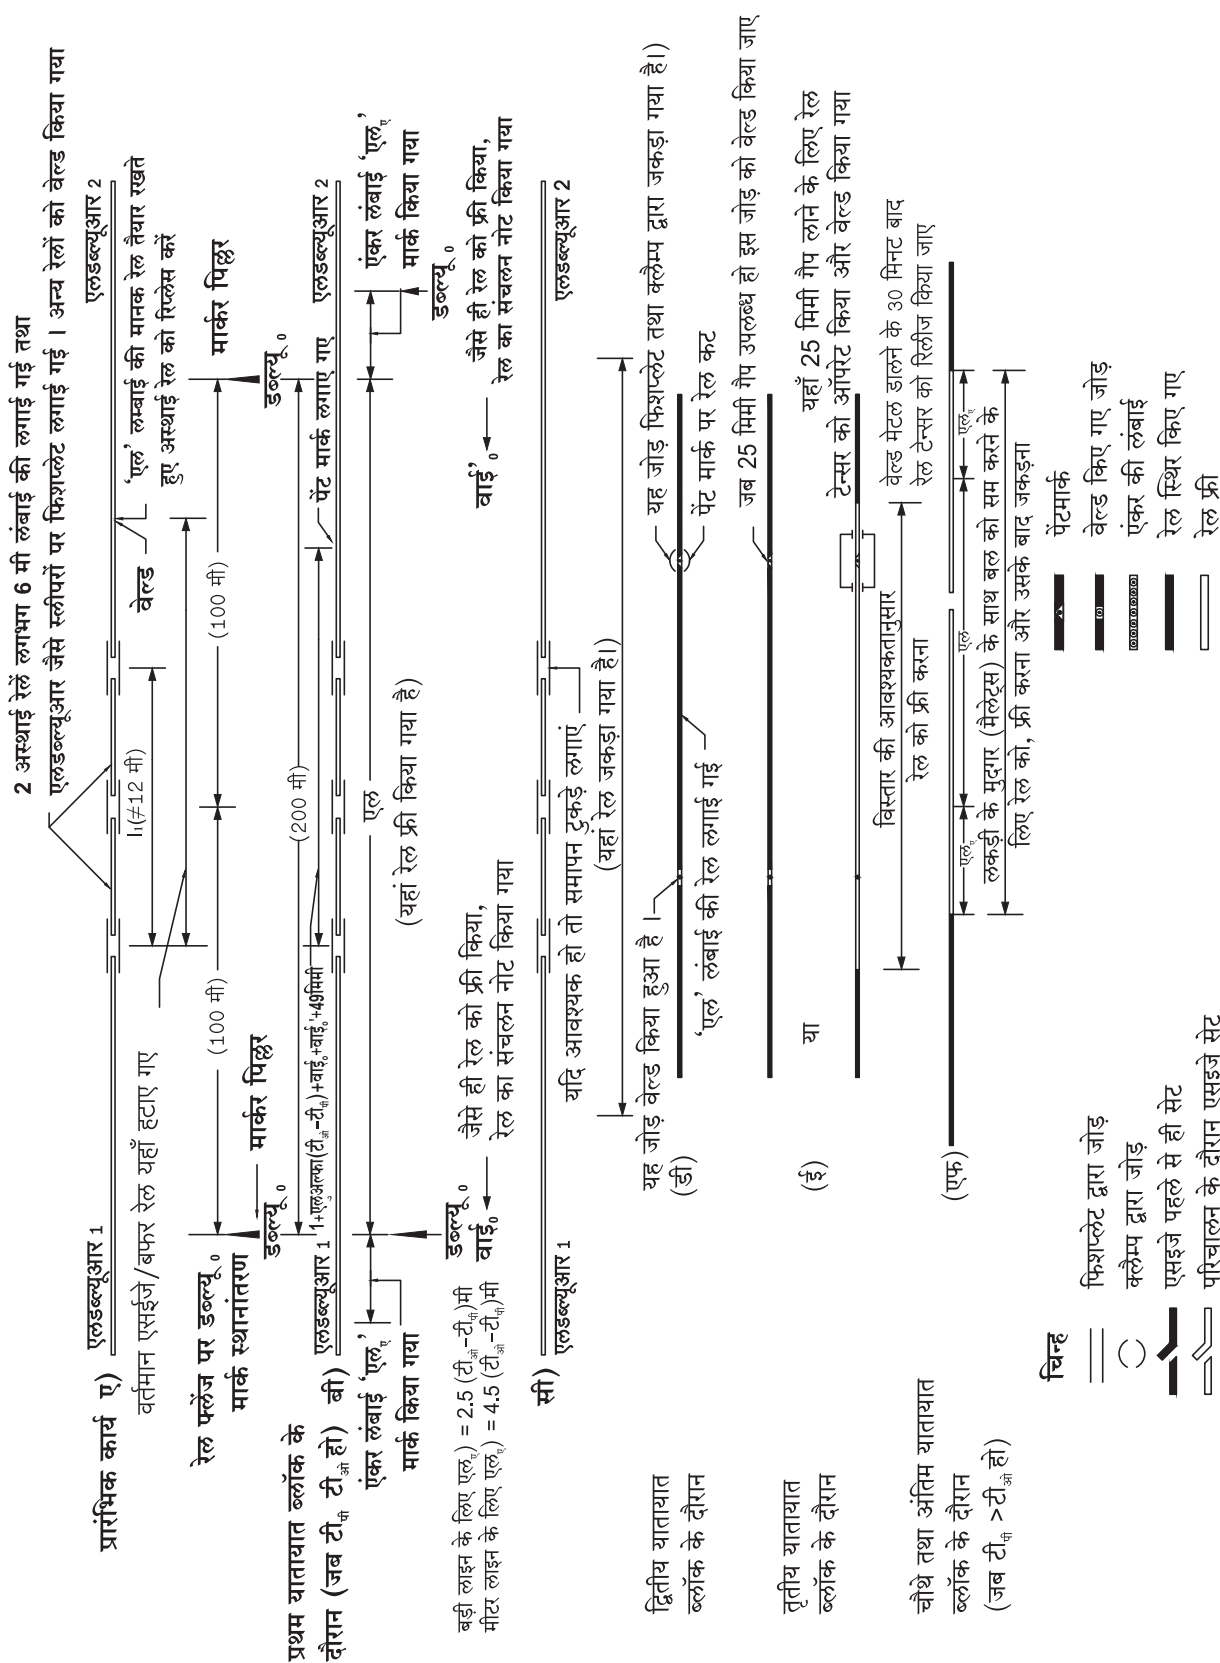 2 अस्थाई रेलें लगभग 6 मी लंबाई की लगाई गई तथा
एलडब्ल्यूआर जैसे स्लीपरों पर फिशप्लेट लगाई गई । अन्य रेलों को वेल्ड किया गया
प्रारंभिक कार्य ए)
एलडब्ल्यूआर 1
एलडब्ल्यूआर 2
वर्तमान एसईजे/बफर रेल यहाँ हटाए गए
l₁(≠12 मी)
वेल्ड
‘एल’ लम्बाई की मानक रेल तैयार रखते
हुए अस्थाई रेल को रिप्लेस करें
रेल फ्लेंज पर डब्ल्यू₀
मार्क स्थानांतरण
(100 मी)
(100 मी)
मार्कर पिल्लर
मार्कर पिल्लर
डब्ल्यू₀
डब्ल्यू₀
प्रथम यातायात ब्लॉक के
दौरान (जब टीपी टीओ हो) बी)
एलडब्ल्यूआर 1
1+एलअल्फा(टीओ-टीपी)+वाई₀+वाई₀'+49मिमी
(200 मी)
पेंट मार्क लगाए गए
एलडब्ल्यूआर 2
एंकर लंबाई ‘एलए’
मार्क किया गया
एल
(यहां रेल फ्री किया गया है)
एंकर लंबाई ‘एलए’
मार्क किया गया
डब्ल्यू₀
डब्ल्यू₀
बड़ी लाइन के लिए एलए) = 2.5 (टीओ-टीपी)मी
मीटर लाइन के लिए एलए) = 4.5 (टीओ-टीपी)मी
वाई₀
जैसे ही रेल को फ्री किया,
रेल का संचलन नोट किया गया
वाई'₀
जैसे ही रेल को फ्री किया,
रेल का संचलन नोट किया गया
सी)
एलडब्ल्यूआर 1
एलडब्ल्यूआर 2
यदि आवश्यक हो तो समापन टुकड़े लगाएं
(यहां रेल जकड़ा गया है।)
द्वितीय यातायात
ब्लॉक के दौरान
(डी)
यह जोड़ वेल्ड किया हुआ है ।
यह जोड़ फिशप्लेट तथा क्लैम्प द्वारा जकड़ा गया है।)
‘एल’ लंबाई की रेल लगाई गई
पेंट मार्क पर रेल कट
जब 25 मिमी गैप उपलब्ध हो इस जोड़ को वेल्ड किया जाए
तृतीय यातायात
ब्लॉक के दौरान
(ई)
या
यहाँ 25 मिमी गैप लाने के लिए रेल
टेन्सर को ऑपरेट किया और वेल्ड किया गया
विस्तार की आवश्यकतानुसार
रेल को फ्री करना
वेल्ड मेटल डालने के 30 मिनट बाद
रेल टेन्सर को रिलीज किया जाए
चौथे तथा अंतिम यातायात
ब्लॉक के दौरान
(जब टीपी >टीओ हो)
(एफ)
एलए
एल
एलए
लकड़ी के मुदगर (मैलेट्स) के साथ बल को सम करने के
लिए रेल को, फ्री करना और उसके बाद जकड़ना
चिन्ह
फिशप्लेट द्वारा जोड़
क्लैम्प द्वारा जोड़
एसइजे पहले से ही सेट
परिचालन के दौरान एसइजे सेट
पेंटमार्क
वेल्ड किए गए जोड़
एंकर की लंबाई
रेल स्थिर किए गए
रेल फ्री